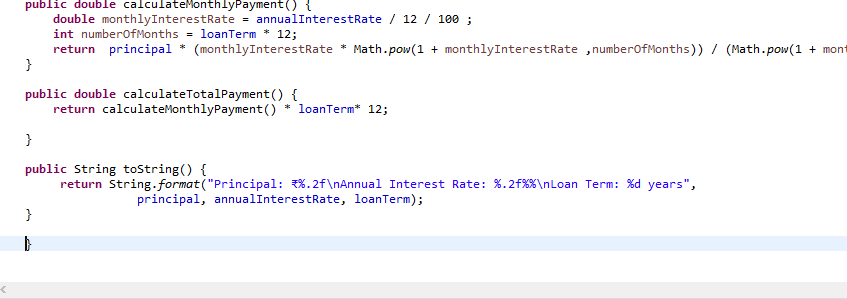 public double calculateMonthlyPayment() {
double monthlyInterestRate = annualInterestRate / 12 / 100 ;
int numberOfMonths = loanTerm * 12;
return  principal * (monthlyInterestRate * Math.pow(1 + monthlyInterestRate ,numberOfMonths)) / (Math.pow(1 + mont
}
public double calculateTotalPayment() {
return calculateMonthlyPayment() * loanTerm* 12;
}
public String toString() {
return String.format("Principal: ₹%.2f\nAnnual Interest Rate: %.2f%%\nLoan Term: %d years",
principal, annualInterestRate, loanTerm);
}
}